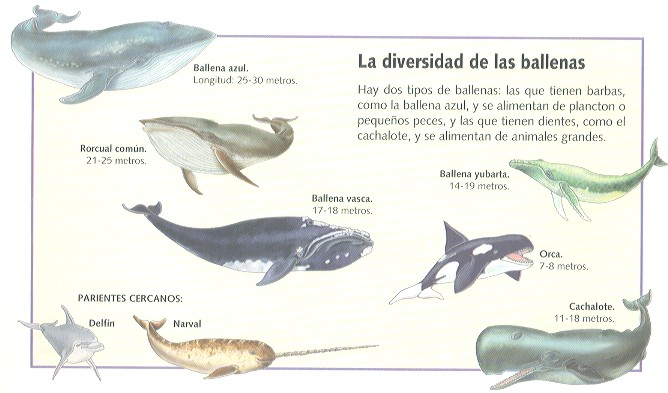 La diversidad de las ballenas
Hay dos tipos de ballenas: las que tienen barbas,
como la ballena azul, y se alimentan de plancton o
pequeños peces, y las que tienen dientes, como el
cachalote, y se alimentan de animales grandes.
Ballena azul.
Longitud: 25-30 metros.
Rorcual común.
21-25 metros.
Ballena yubarta.
14-19 metros.
Ballena vasca.
17-18 metros.
Orca.
7-8 metros.
PARIENTES CERCANOS:
Delfín
Narval
Cachalote.
11-18 metros.